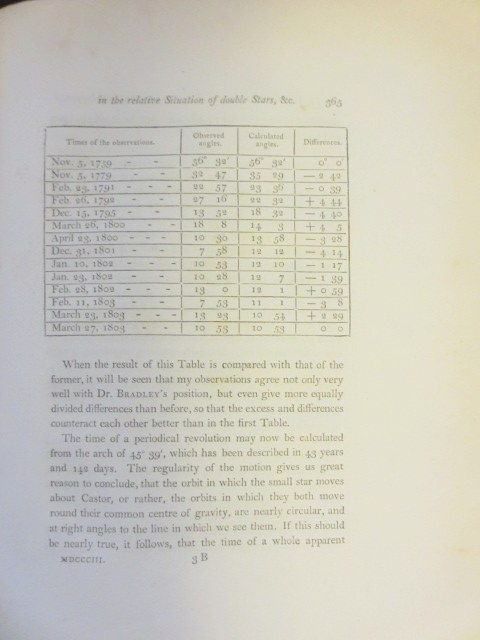 in the relative Situation of double Stars, &c. 365
Times of the observations. Observed angles. Calculated angles. Differences.
Nov. 5, 1759 - - 56° 32' 56° 32' 0° 0'
Nov. 5, 1779 - - 32 47 35 29 — 2 42
Feb. 23, 1791 - - 22 57 23 36 — 0 39
Feb. 26, 1792 - - 27 16 22 32 + 4 44
Dec. 15, 1795 - - 13 52 18 32 — 4 40
March 26, 1800 - - 18 8 14 3 + 4 5
April 23, 1800 - - - 10 30 13 58 — 3 28
Dec. 31, 1801 - - 7 58 12 12 — 4 14
Jan. 10, 1802 - - 10 53 12 10 — 1 17
Jan. 23, 1802 - - 10 28 12 7 — 1 39
Feb. 28, 1802 - - - 13 0 12 1 + 0 59
Feb. 11, 1803 - - 7 53 11 1 — 3 8
March 23, 1803 - - - 13 23 10 54 + 2 29
March 27, 1803 - - 10 53 10 53 0 0
When the result of this Table is compared with that of the
former, it will be seen that my observations agree not only very
well with Dr. BRADLEY's position, but even give more equally
divided differences than before, so that the excess and differences
counteract each other better than in the first Table.
The time of a periodical revolution may now be calculated
from the arch of 45° 39', which has been described in 43 years
and 142 days. The regularity of the motion gives us great
reason to conclude, that the orbit in which the small star moves
about Castor, or rather, the orbits in which they both move
round their common centre of gravity, are nearly circular, and
at right angles to the line in which we see them. If this should
be nearly true, it follows, that the time of a whole apparent
MDCCCIII. 3 B